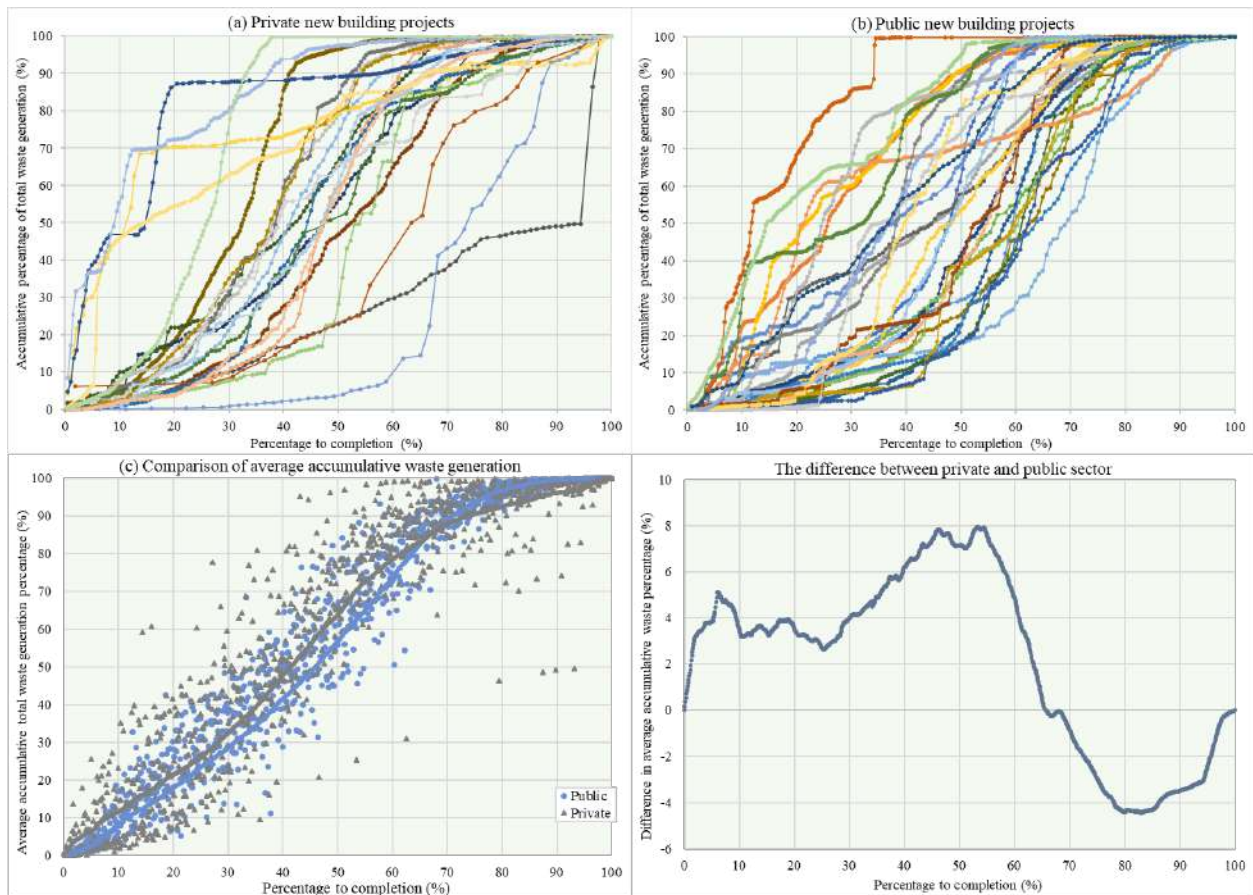 (a) Private new building projects
Accumulative percentage of total waste generation (%)
100
90
80
70
60
50
40
30
20
10
0
0 10 20 30 40 50 60 70 80 90 100
Percentage to completion (%)
(b) Public new building projects
Accumulative percentage of total waste generation (%)
100
90
80
70
60
50
40
30
20
10
0
0 10 20 30 40 50 60 70 80 90 100
Percentage to completion (%)
(c) Comparison of average accumulative waste generation
Average accumulative total waste generation percentage (%)
100
90
80
70
60
50
40
30
20
10
0
Public
Private
0 10 20 30 40 50 60 70 80 90 100
Percentage to completion (%)
The difference between private and public sector
Difference in average accumulative waste percentage (%)
10
8
6
4
2
0
-2
-4
-6
0 10 20 30 40 50 60 70 80 90 100
Percentage to completion (%)